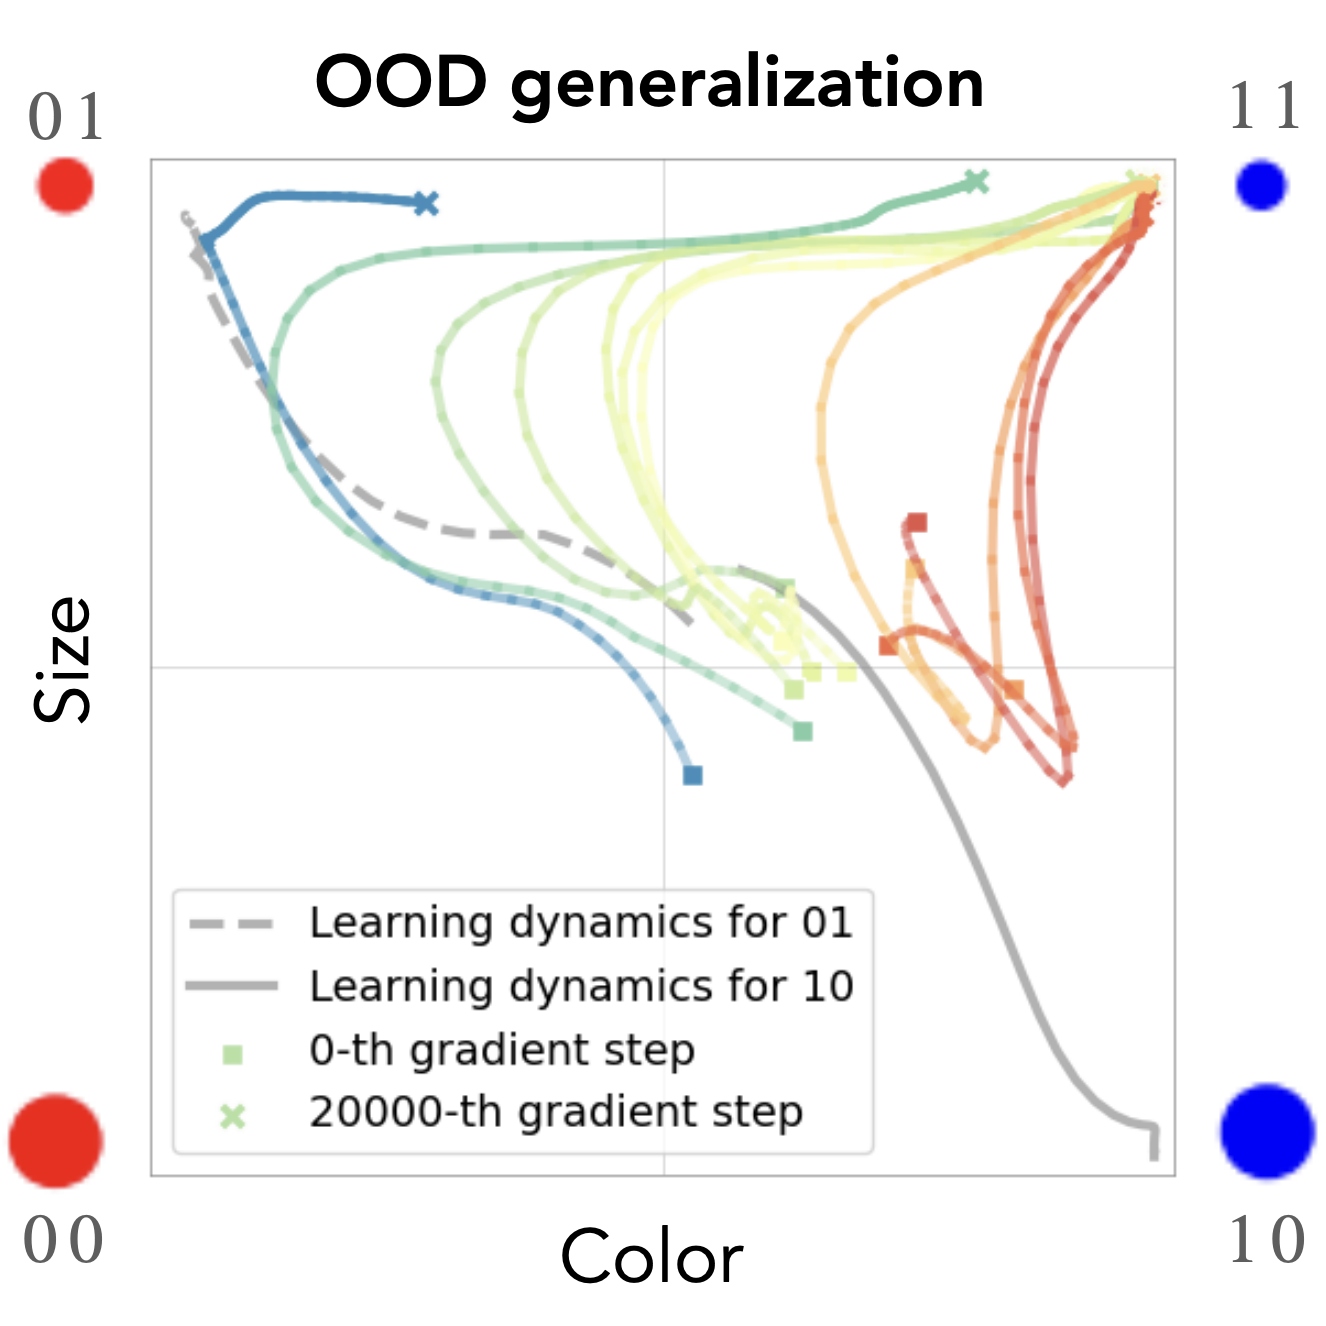 OOD generalization
01
11
Size
Learning dynamics for 01
Learning dynamics for 10
0-th gradient step
20000-th gradient step
00
10
Color